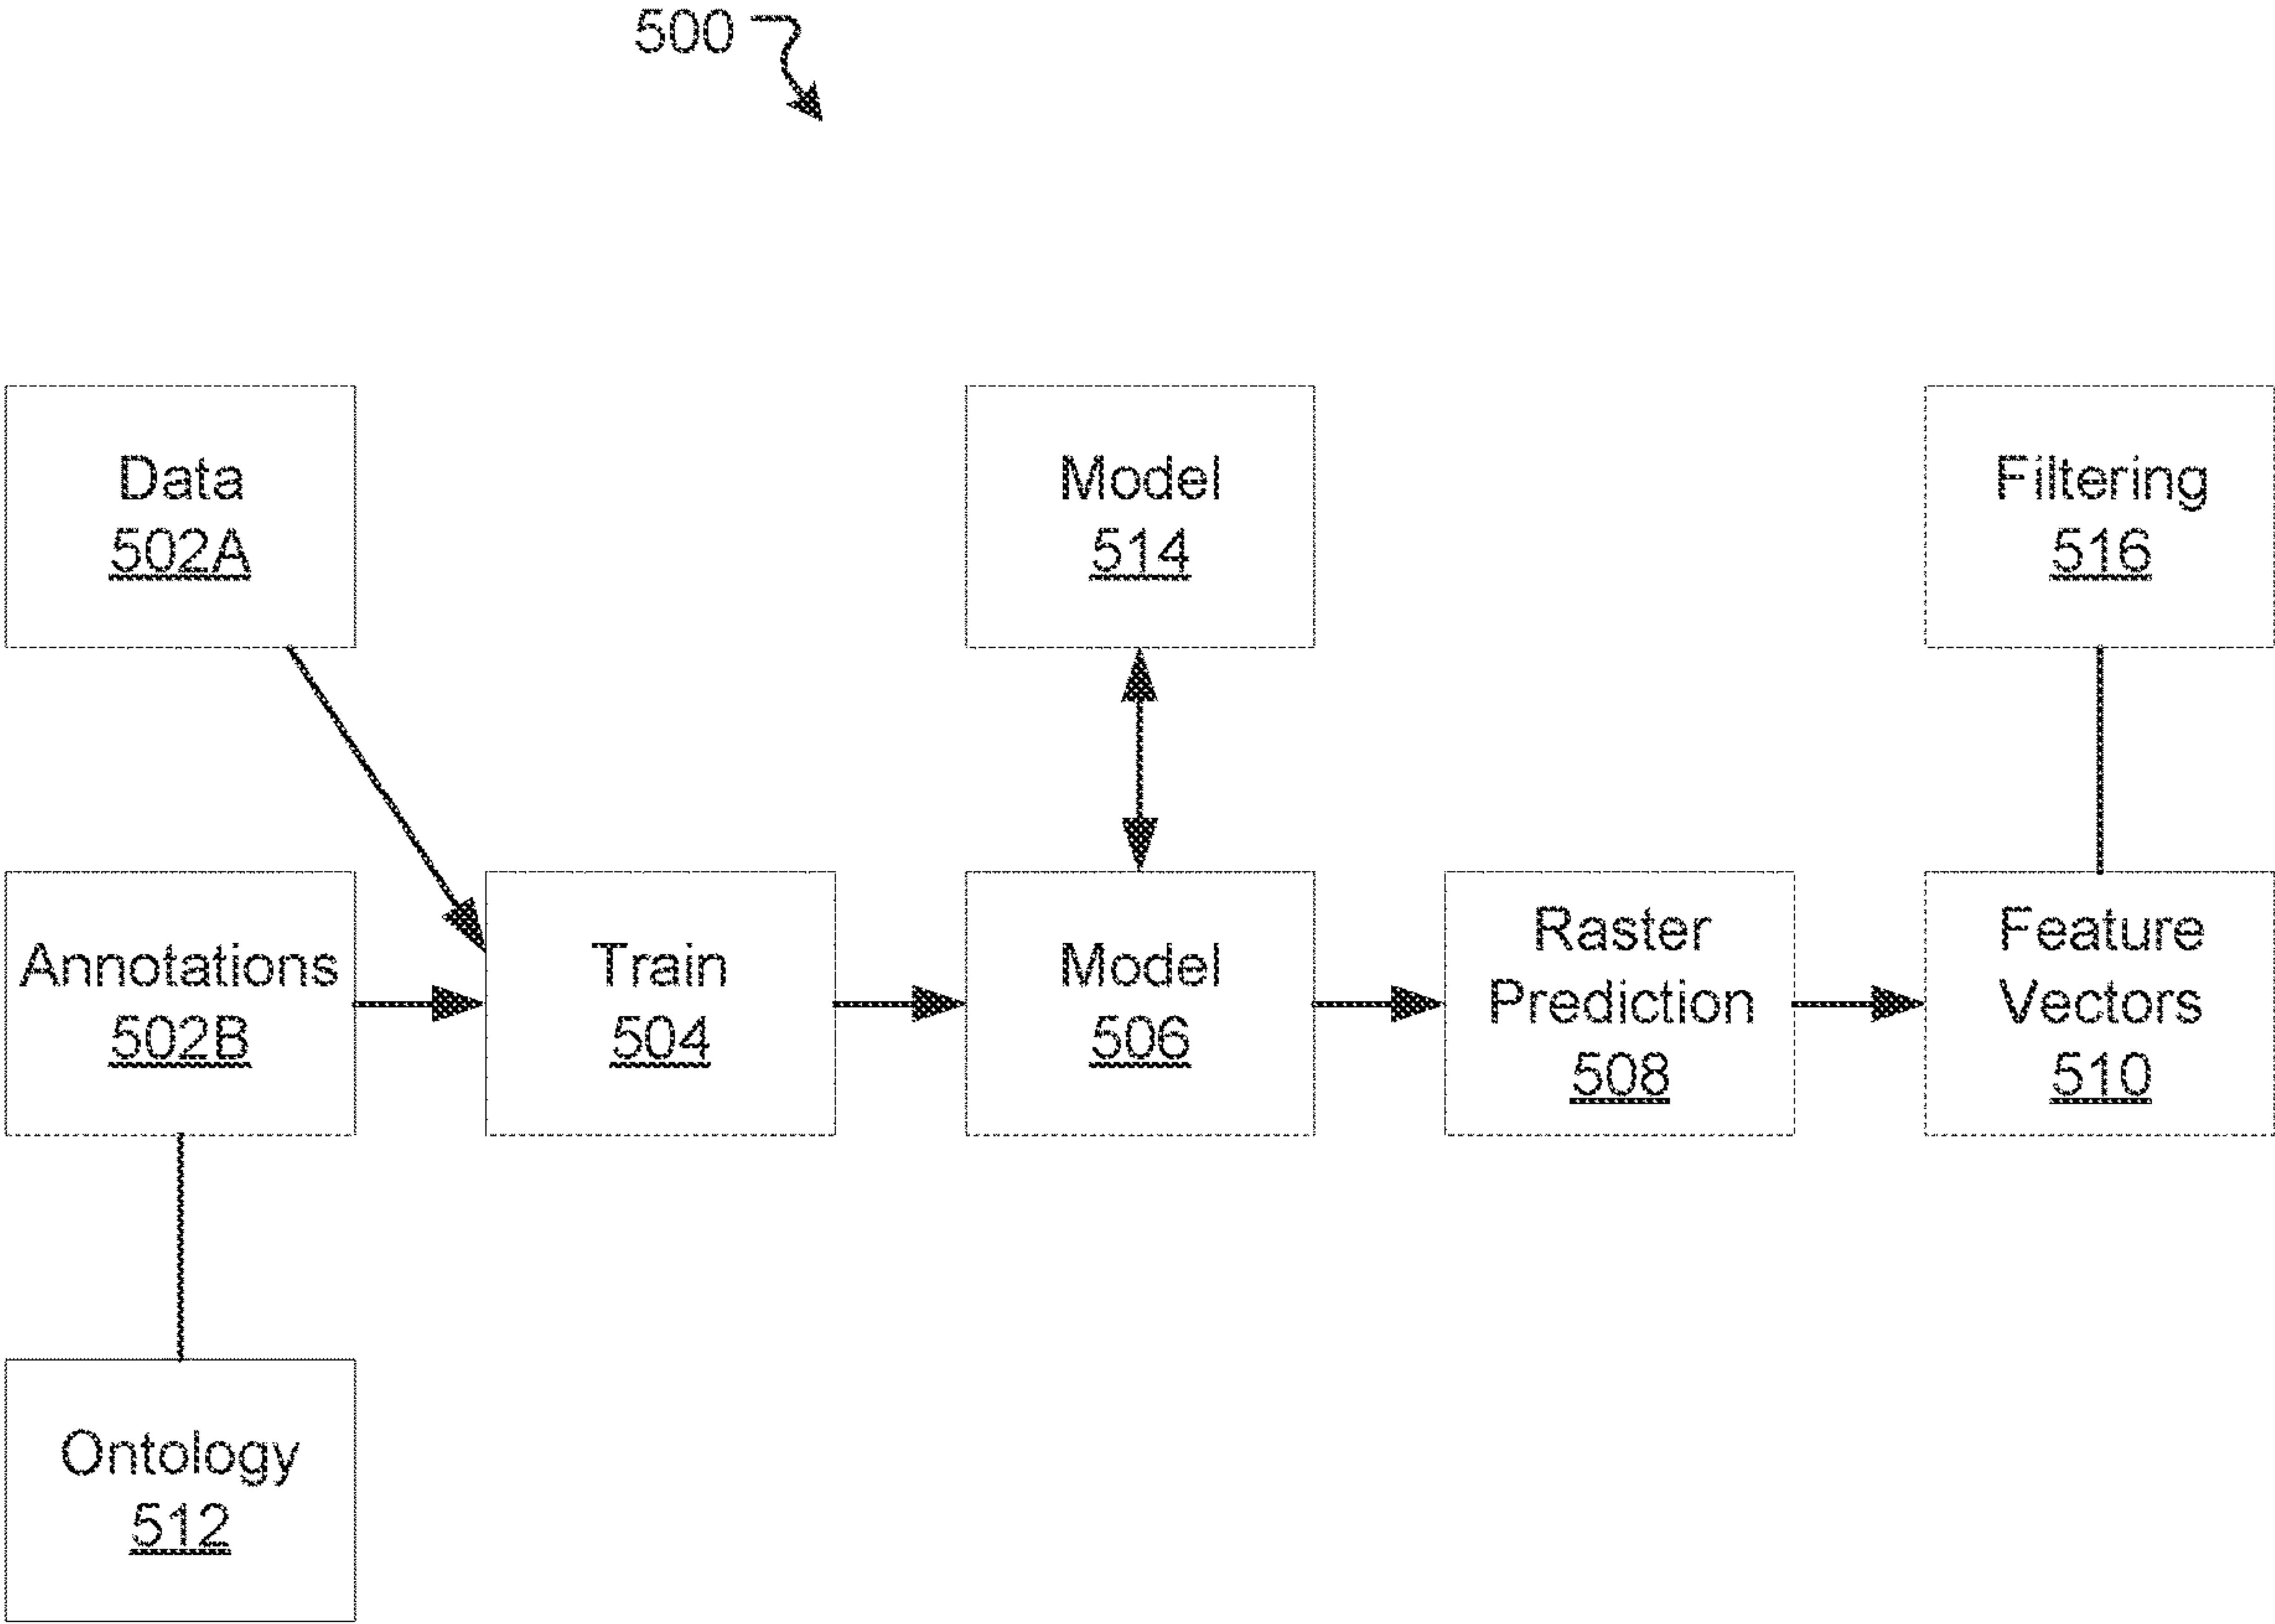 500
Data
502A
Model
514
Filtering
516
Annotations
502B
Train
504
Model
506
Raster
Prediction
508
Feature
Vectors
510
Ontology
512